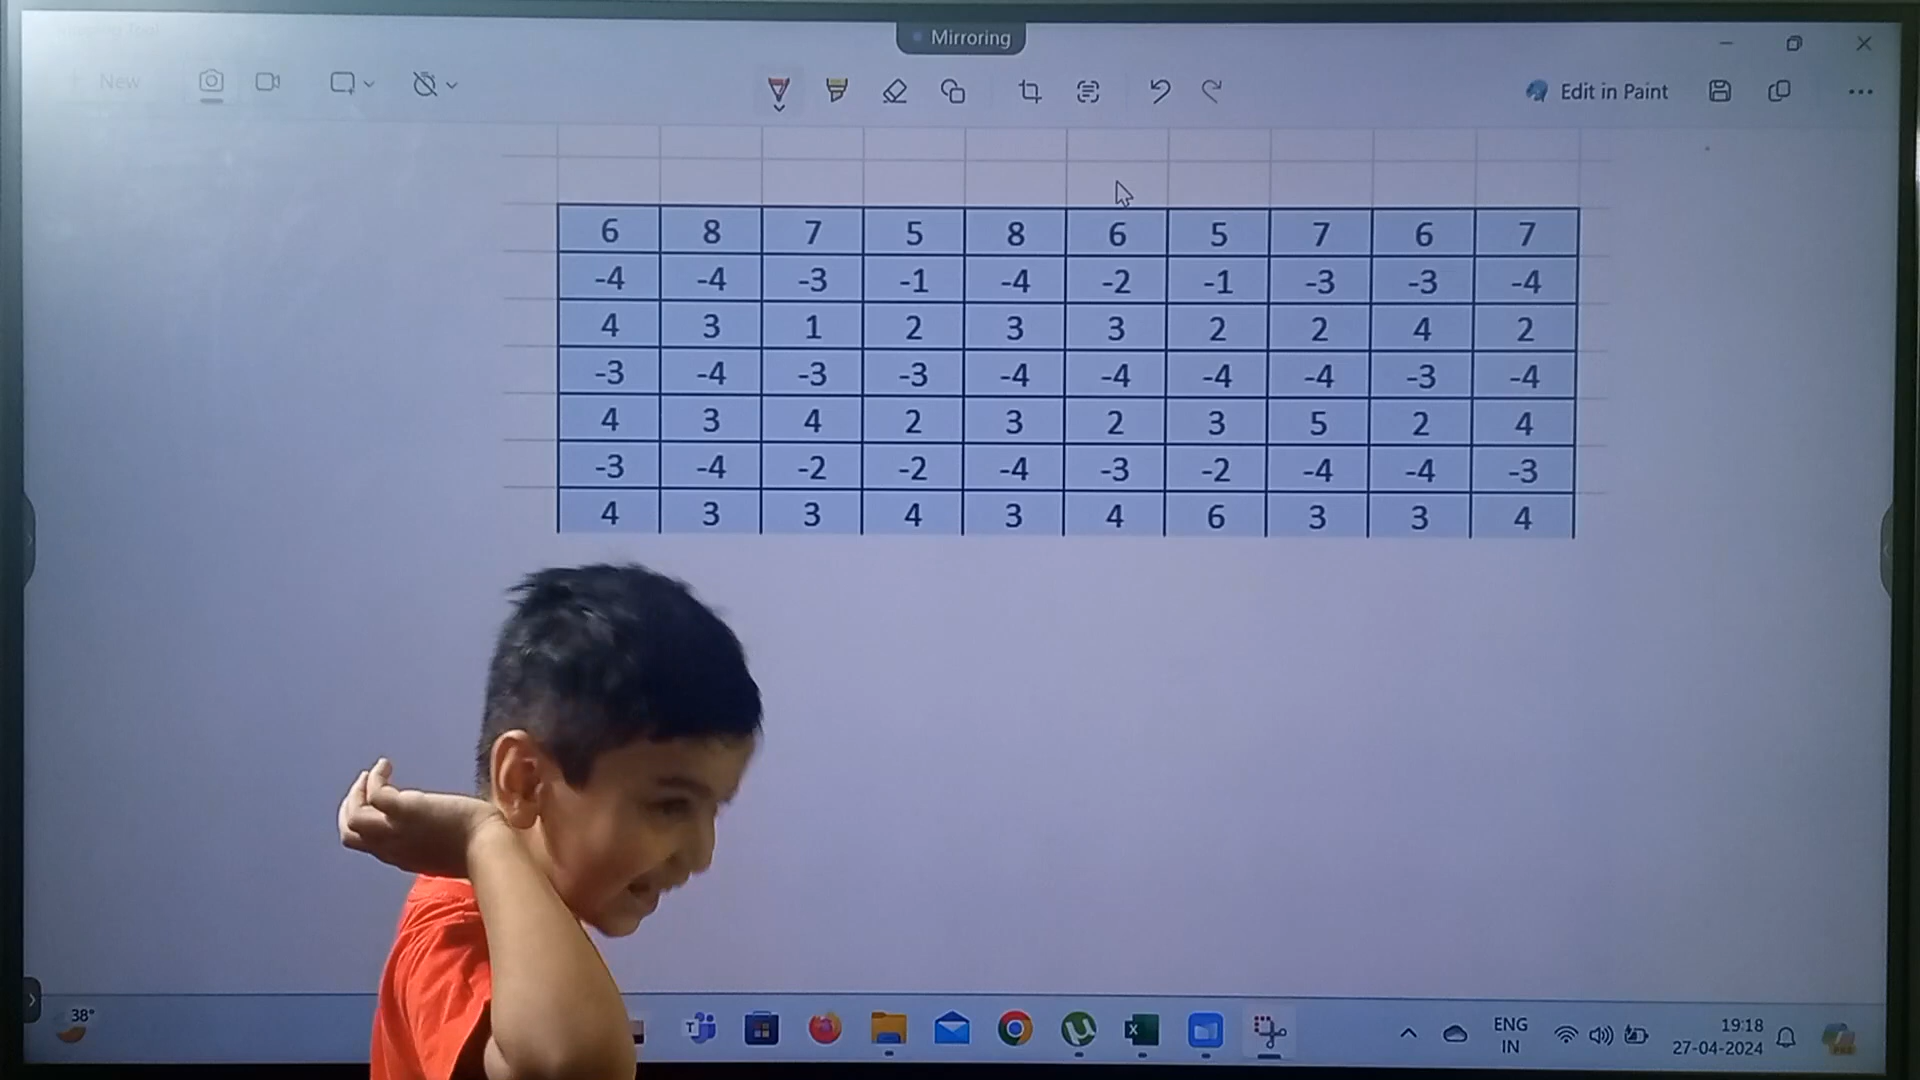 Mirroring
New
Edit in Paint
6 8 7 5 8 6 5 7 6 7
-4 -4 -3 -1 -4 -2 -1 -3 -3 -4
4 3 1 2 3 3 2 2 4 2
-3 -4 -3 -3 -4 -4 -4 -4 -3 -4
4 3 4 2 3 2 3 5 2 4
-3 -4 -2 -2 -4 -3 -2 -4 -4 -3
4 3 3 4 3 4 6 3 3 4
38°
ENG
IN
19:18
27-04-2024